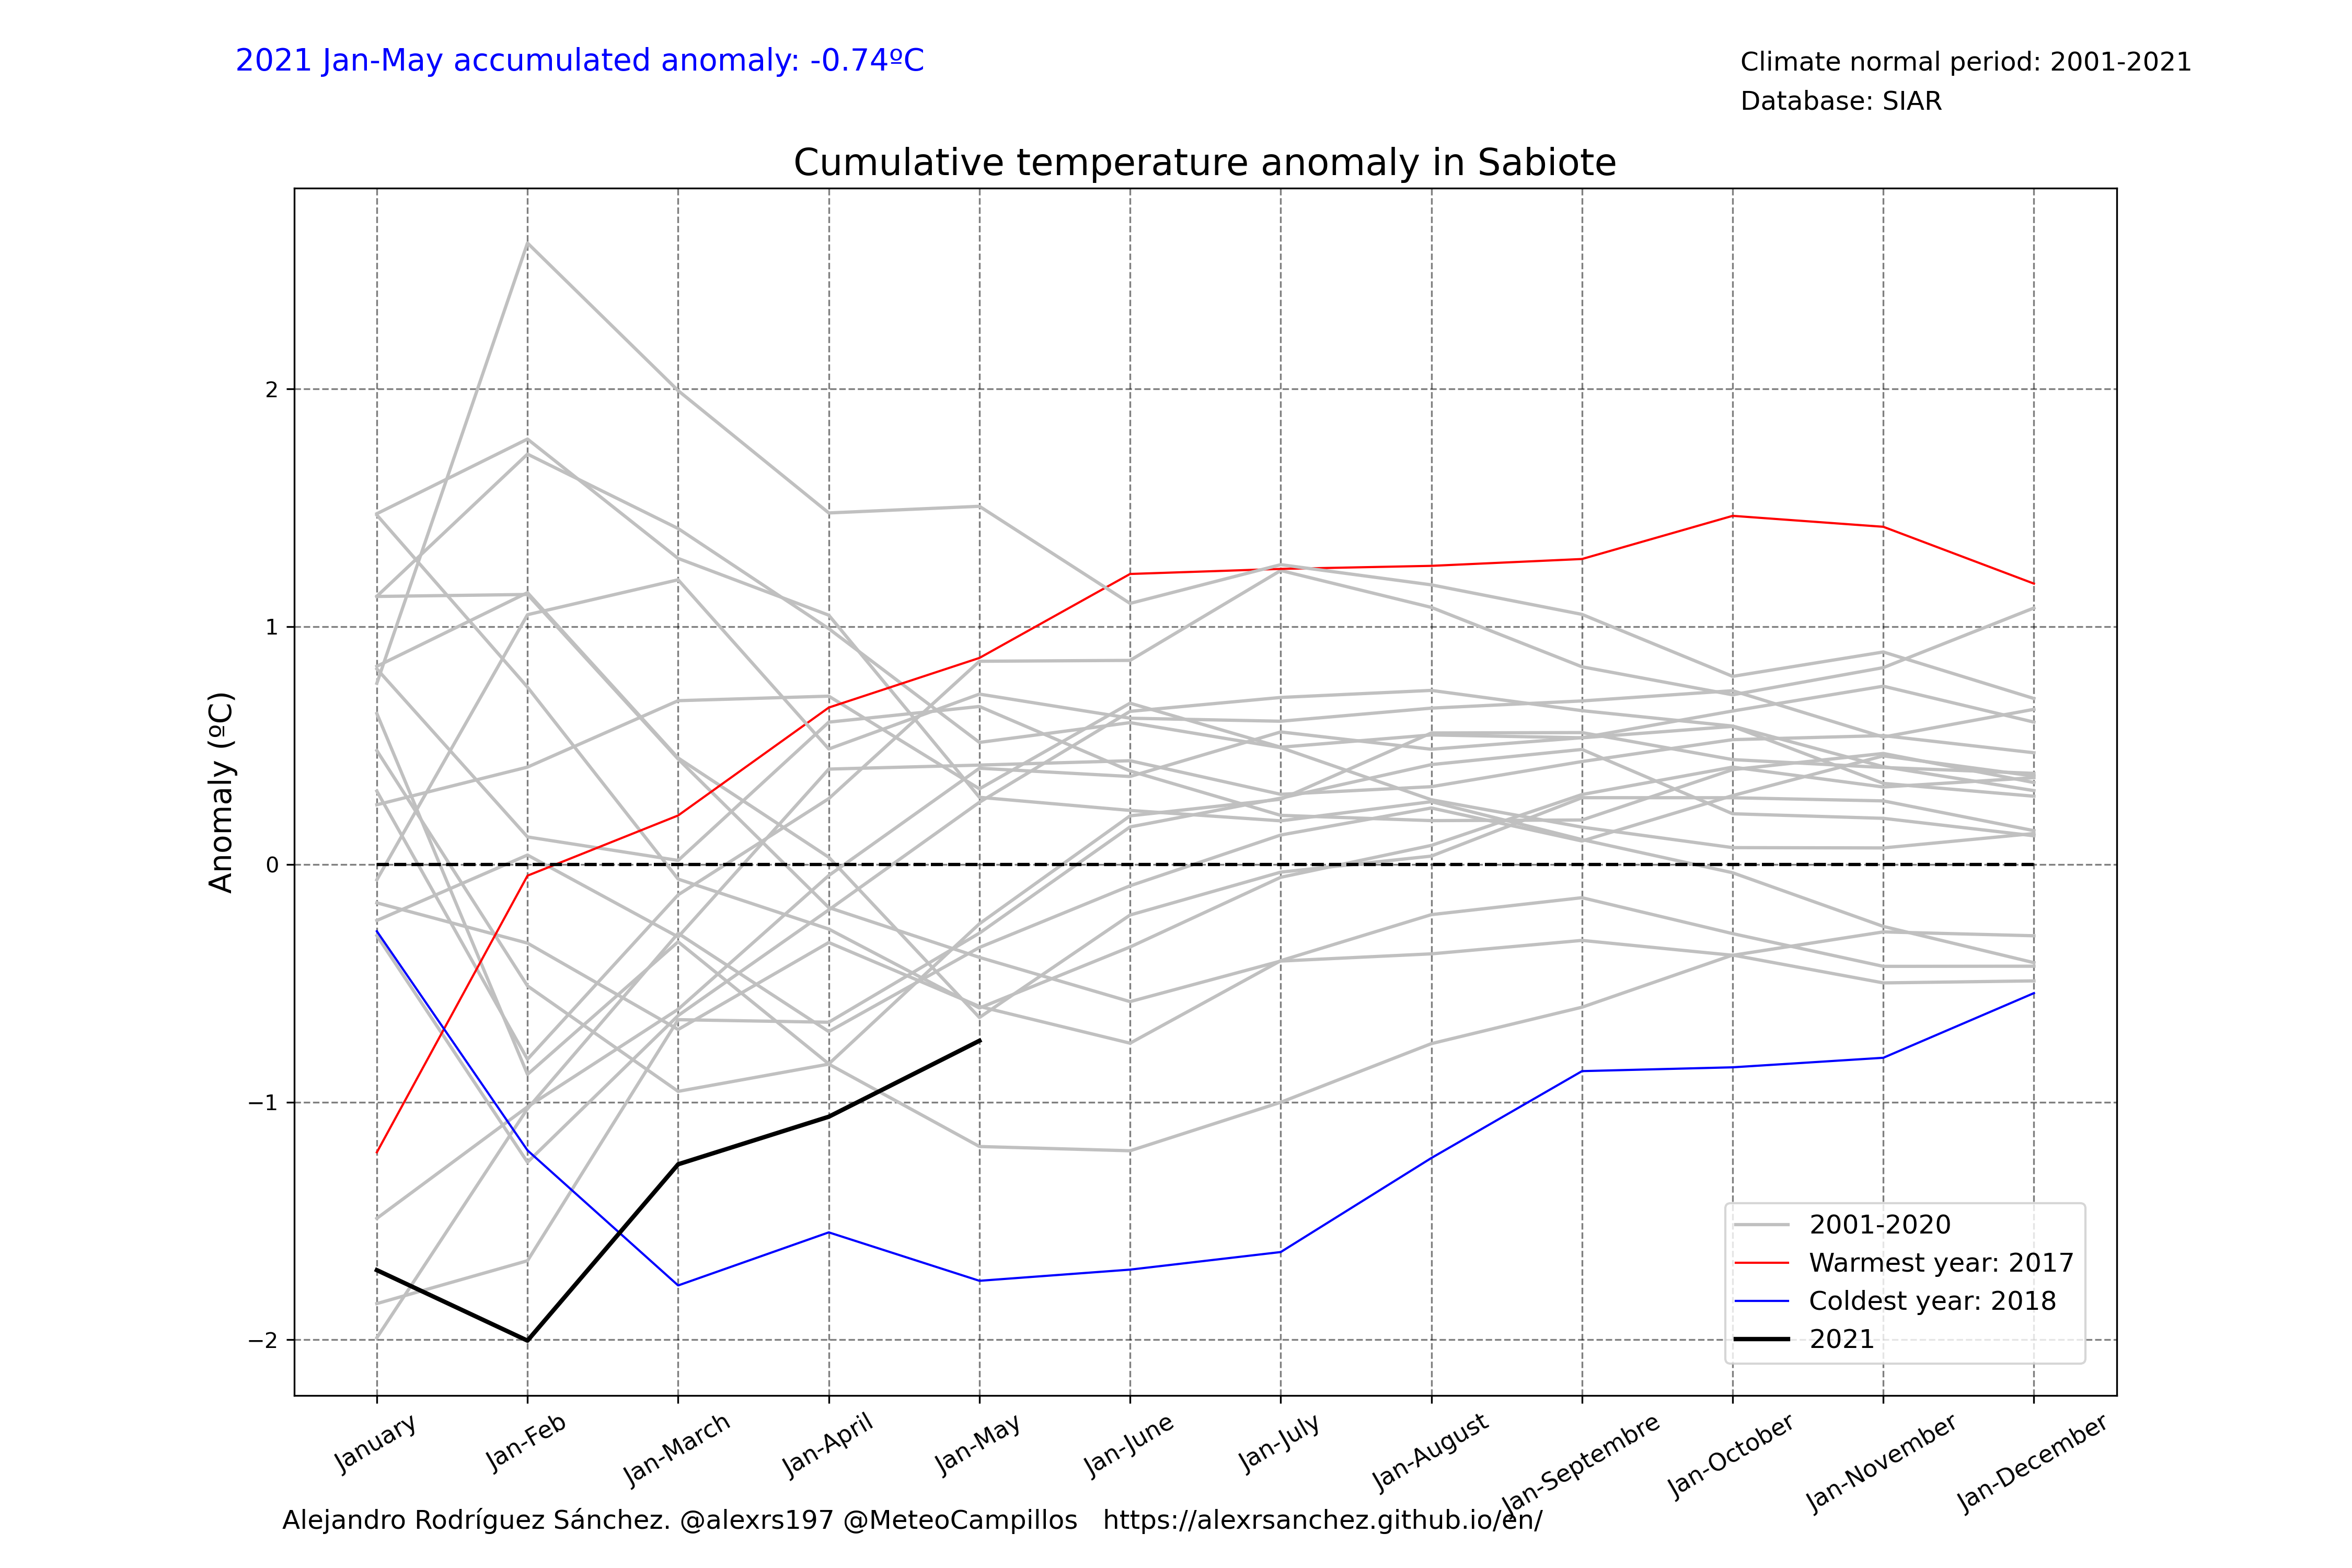 2021 Jan-May accumulated anomaly: -0.74ºC
Climate normal period: 2001-2021
Database: SIAR
Cumulative temperature anomaly in Sabiote
Anomaly (ºC)
2
1
0
−1
−2
2001-2020
Warmest year: 2017
Coldest year: 2018
2021
January
Jan-Feb
Jan-March
Jan-April
Jan-May
Jan-June
Jan-July
Jan-August
Jan-Septembre
Jan-October
Jan-November
Jan-December
Alejandro Rodríguez Sánchez. @alexrs197 @MeteoCampillos   https://alexrsanchez.github.io/en/